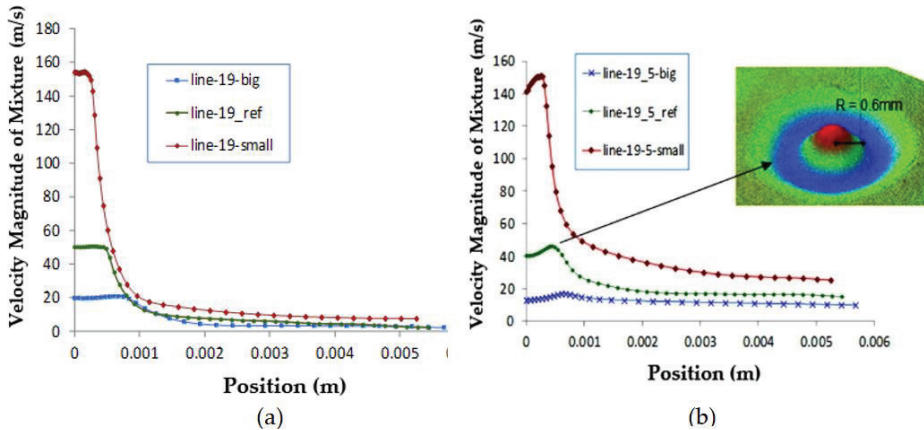 Velocity Magnitude of Mixture (m/s)
180
160
140
120
100
80
60
40
20
0
line-19-big
line-19_ref
line-19-small
0 0.001 0.002 0.003 0.004 0.005
Position (m)
(a)
Velocity Magnitude of Mixture (m/s)
160
140
120
100
80
60
40
20
0
line-19_5-big
line-19_5_ref
line-19-5-small
R = 0.6mm
0 0.001 0.002 0.003 0.004 0.005 0.006
Position (m)
(b)